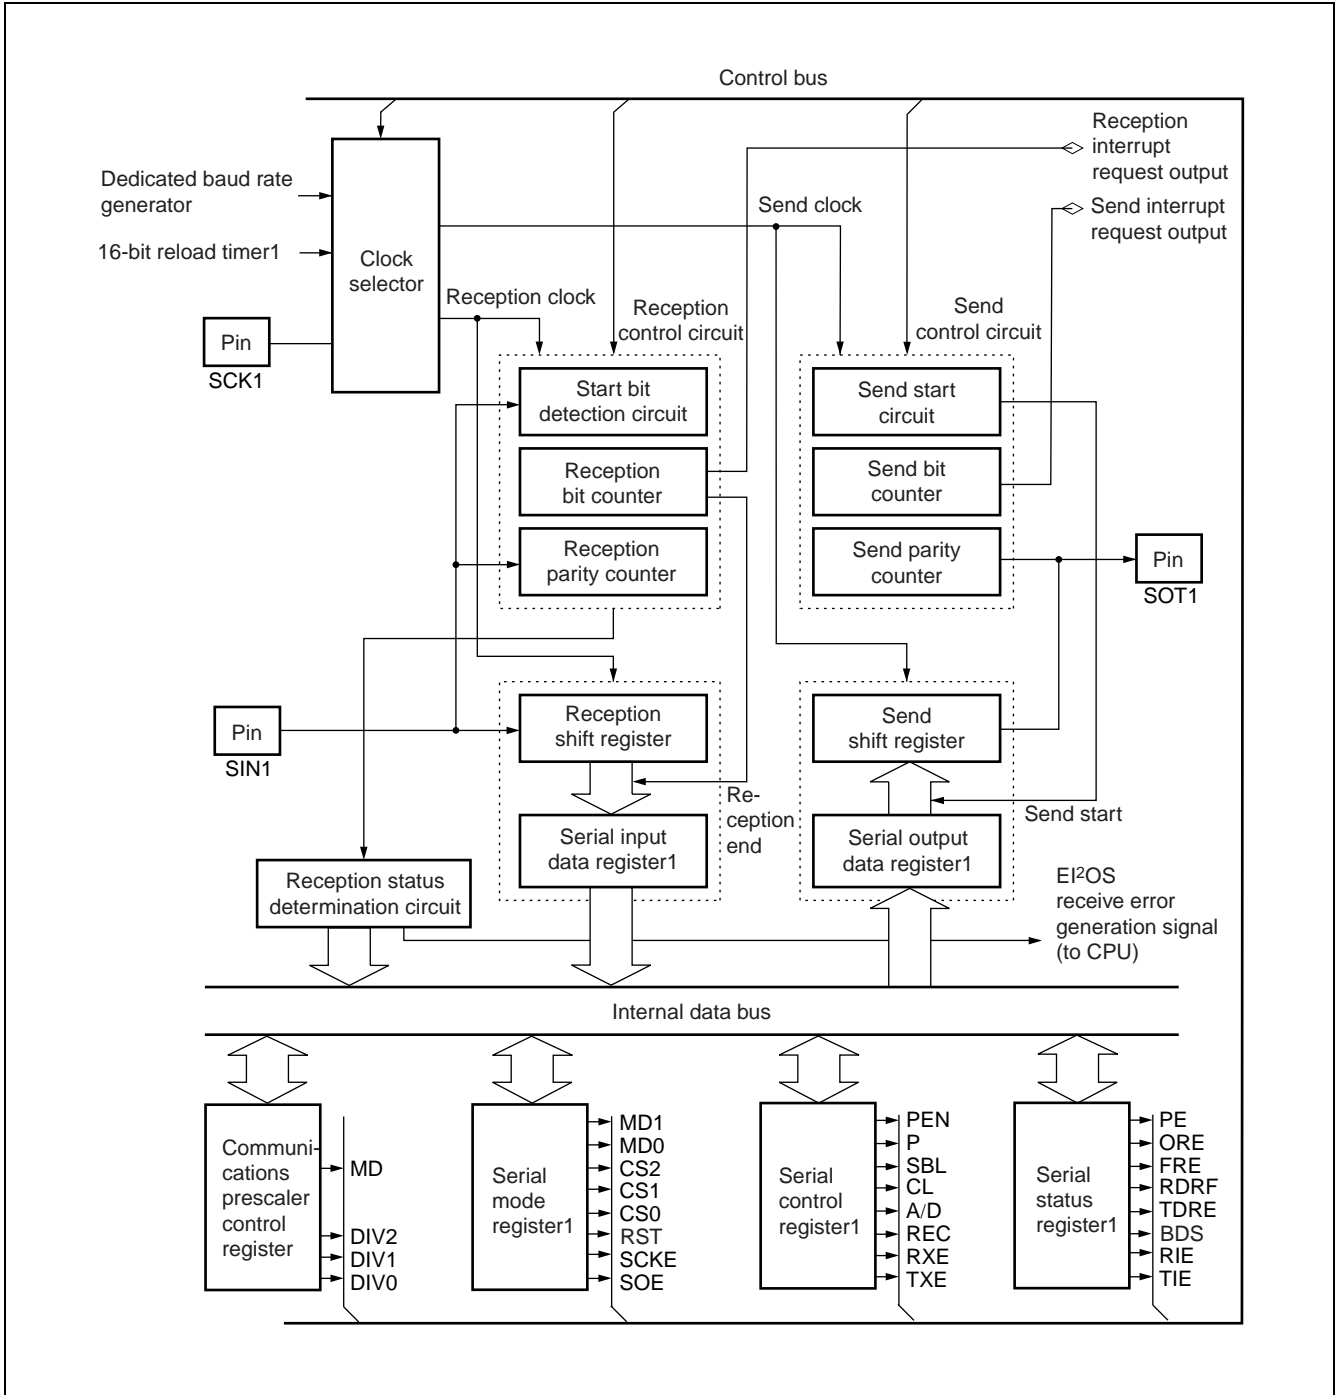 Control bus
Reception
interrupt
request output
Dedicated baud rate
generator
Send clock
Send interrupt
request output
16-bit reload timer1
Clock
selector
Reception clock
Reception
control circuit
Send
control circuit
Pin
SCK1
Start bit
detection circuit
Send start
circuit
Reception
bit counter
Send bit
counter
Reception
parity counter
Send parity
counter
Pin
SOT1
Pin
SIN1
Reception
shift register
Send
shift register
Re-
ception
end
Send start
Serial input
data register1
Serial output
data register1
Reception status
determination circuit
EI²OS
receive error
generation signal
(to CPU)
Internal data bus
Communi-
cations
prescaler
control
register
MD
DIV2
DIV1
DIV0
Serial
mode
register1
MD1
MD0
CS2
CS1
CS0
RST
SCKE
SOE
Serial
control
register1
PEN
P
SBL
CL
A/D
REC
RXE
TXE
Serial
status
register1
PE
ORE
FRE
RDRF
TDRE
BDS
RIE
TIE